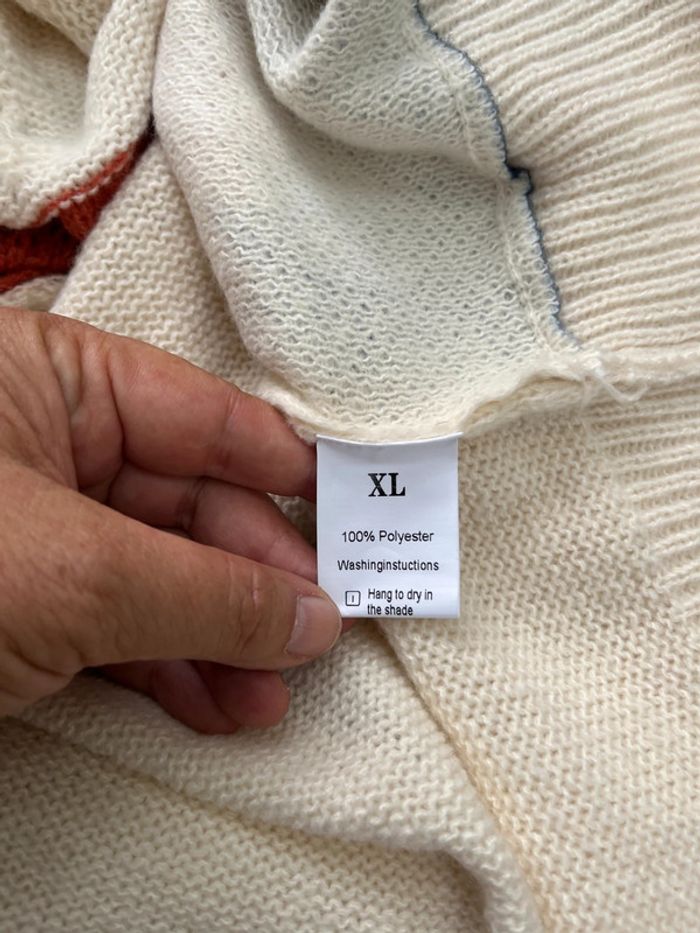 XL
100% Polyester
Washinginstuctions
Hang to dry in
the shade